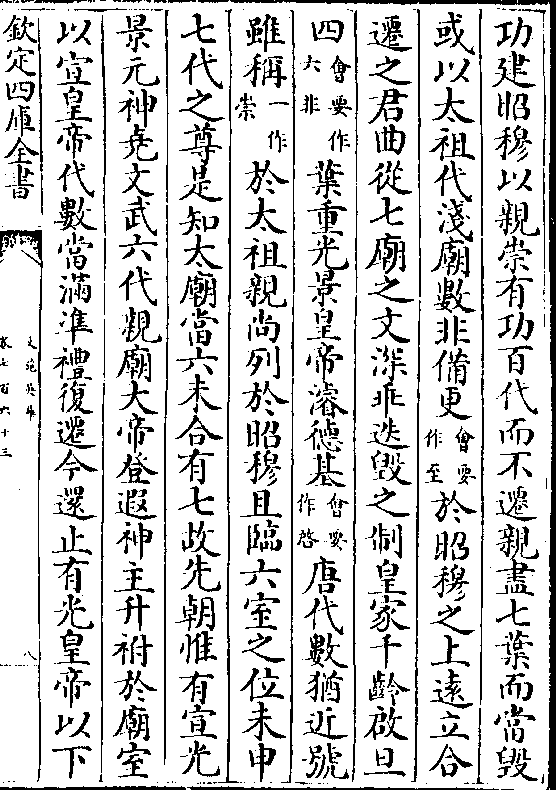 功建昭穆以親崇有功百代而不遷親盡七葉而當毀
或以太祖代淺廟數非備更會要作至於昭穆之上遠立合
遷之君曲從七廟之文深乖迭毀之制皇家千齡啟旦
四會要作六非葉重光景皇帝濬德基會要作啓唐代數猶近號
雖稱一作崇於太祖親尚列於昭穆且臨六室之位未申
七代之尊是知太廟當六未合有七故先朝惟有宣光
景元神堯文武六代親廟大帝登遐神主升祔於廟室
以宣皇帝代數當滿準禮復遷今還止有光皇帝以下
欽定四庫全書
文苑英華
卷七百六十三
八